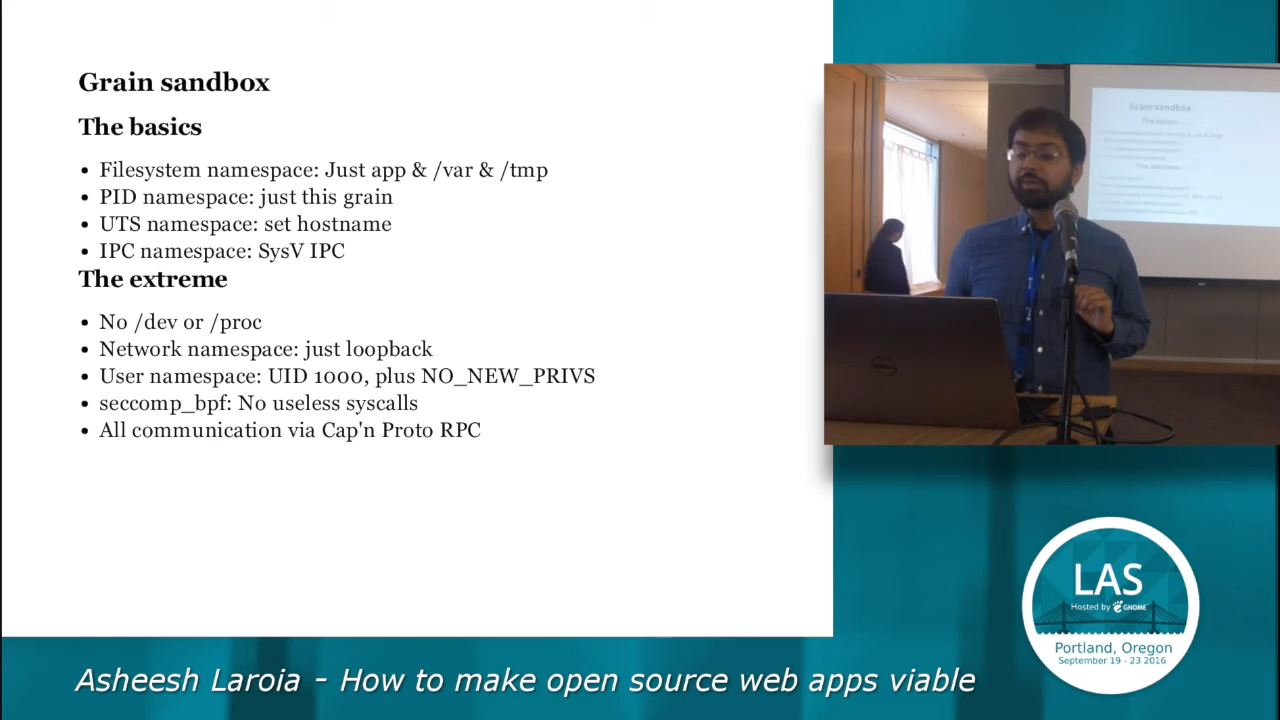 Grain sandbox
The basics
• Filesystem namespace: Just app & /var & /tmp
• PID namespace: just this grain
• UTS namespace: set hostname
• IPC namespace: SysV IPC
The extreme
• No /dev or /proc
• Network namespace: just loopback
• User namespace: UID 1000, plus NO_NEW_PRIVS
• seccomp_bpf: No useless syscalls
• All communication via Cap'n Proto RPC
Grain sandbox
LAS
Hosted by GNOME
Portland, Oregon
September 19 - 23 2016
Asheesh Laroia - How to make open source web apps viable